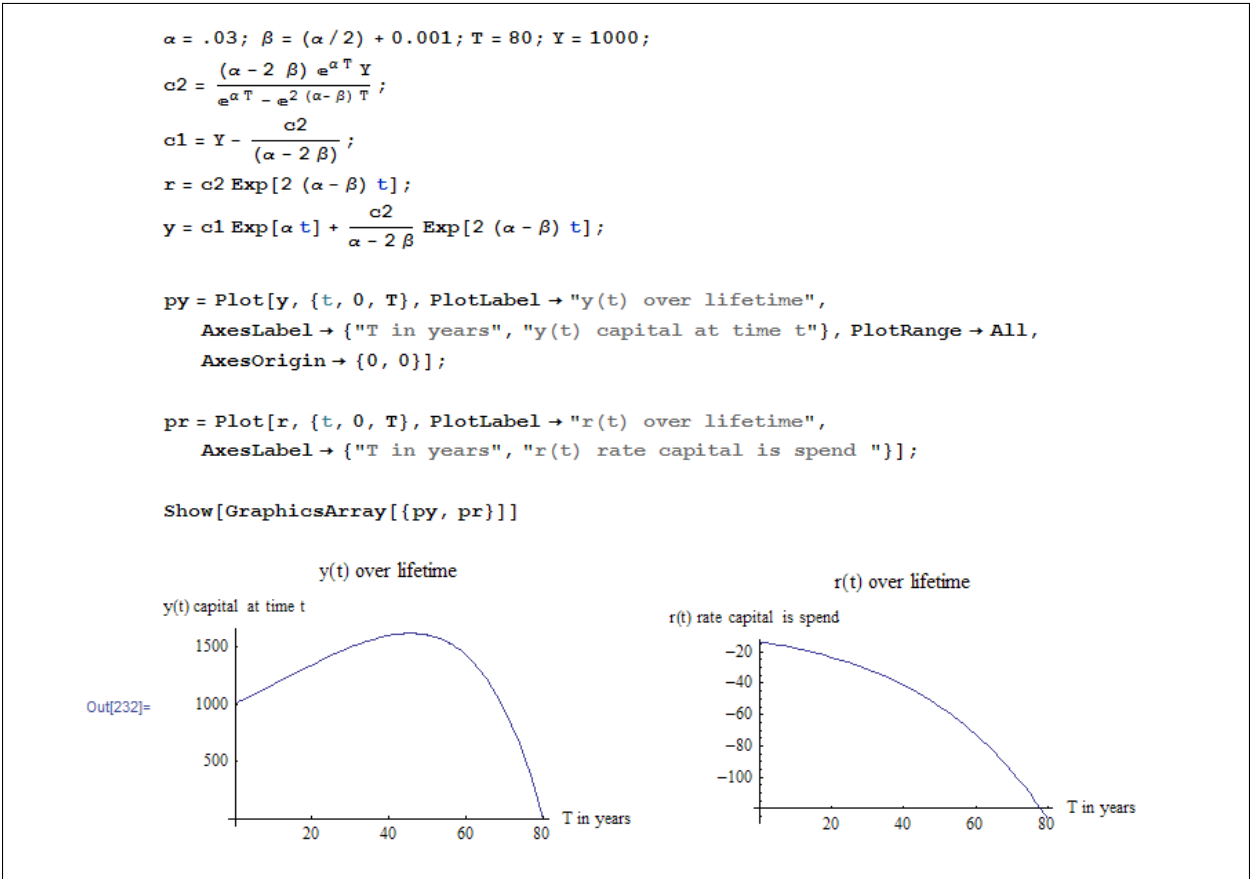 α = .03; β = (α / 2) + 0.001; T = 80; Y = 1000;
c2 = ((α - 2 β) ⅇ^(α T) Y)/(ⅇ^(α T) - ⅇ^(2 (α- β) T));
c1 = Y - c2/(α - 2 β);
r = c2 Exp[2 (α - β) t];
y = c1 Exp[α t] + c2/(α - 2 β) Exp[2 (α - β) t];
py = Plot[y, {t, 0, T}, PlotLabel → "y(t) over lifetime",
AxesLabel → {"T in years", "y(t) capital at time t"}, PlotRange → All,
AxesOrigin → {0, 0}];
pr = Plot[r, {t, 0, T}, PlotLabel → "r(t) over lifetime",
AxesLabel → {"T in years", "r(t) rate capital is spend "}];
Show[GraphicsArray[{py, pr}]]
Out[232]=
y(t) over lifetime
y(t) capital at time t
1500
1000
500
20 40 60 80
T in years
r(t) over lifetime
r(t) rate capital is spend
-20
-40
-60
-80
-100
20 40 60 80
T in years